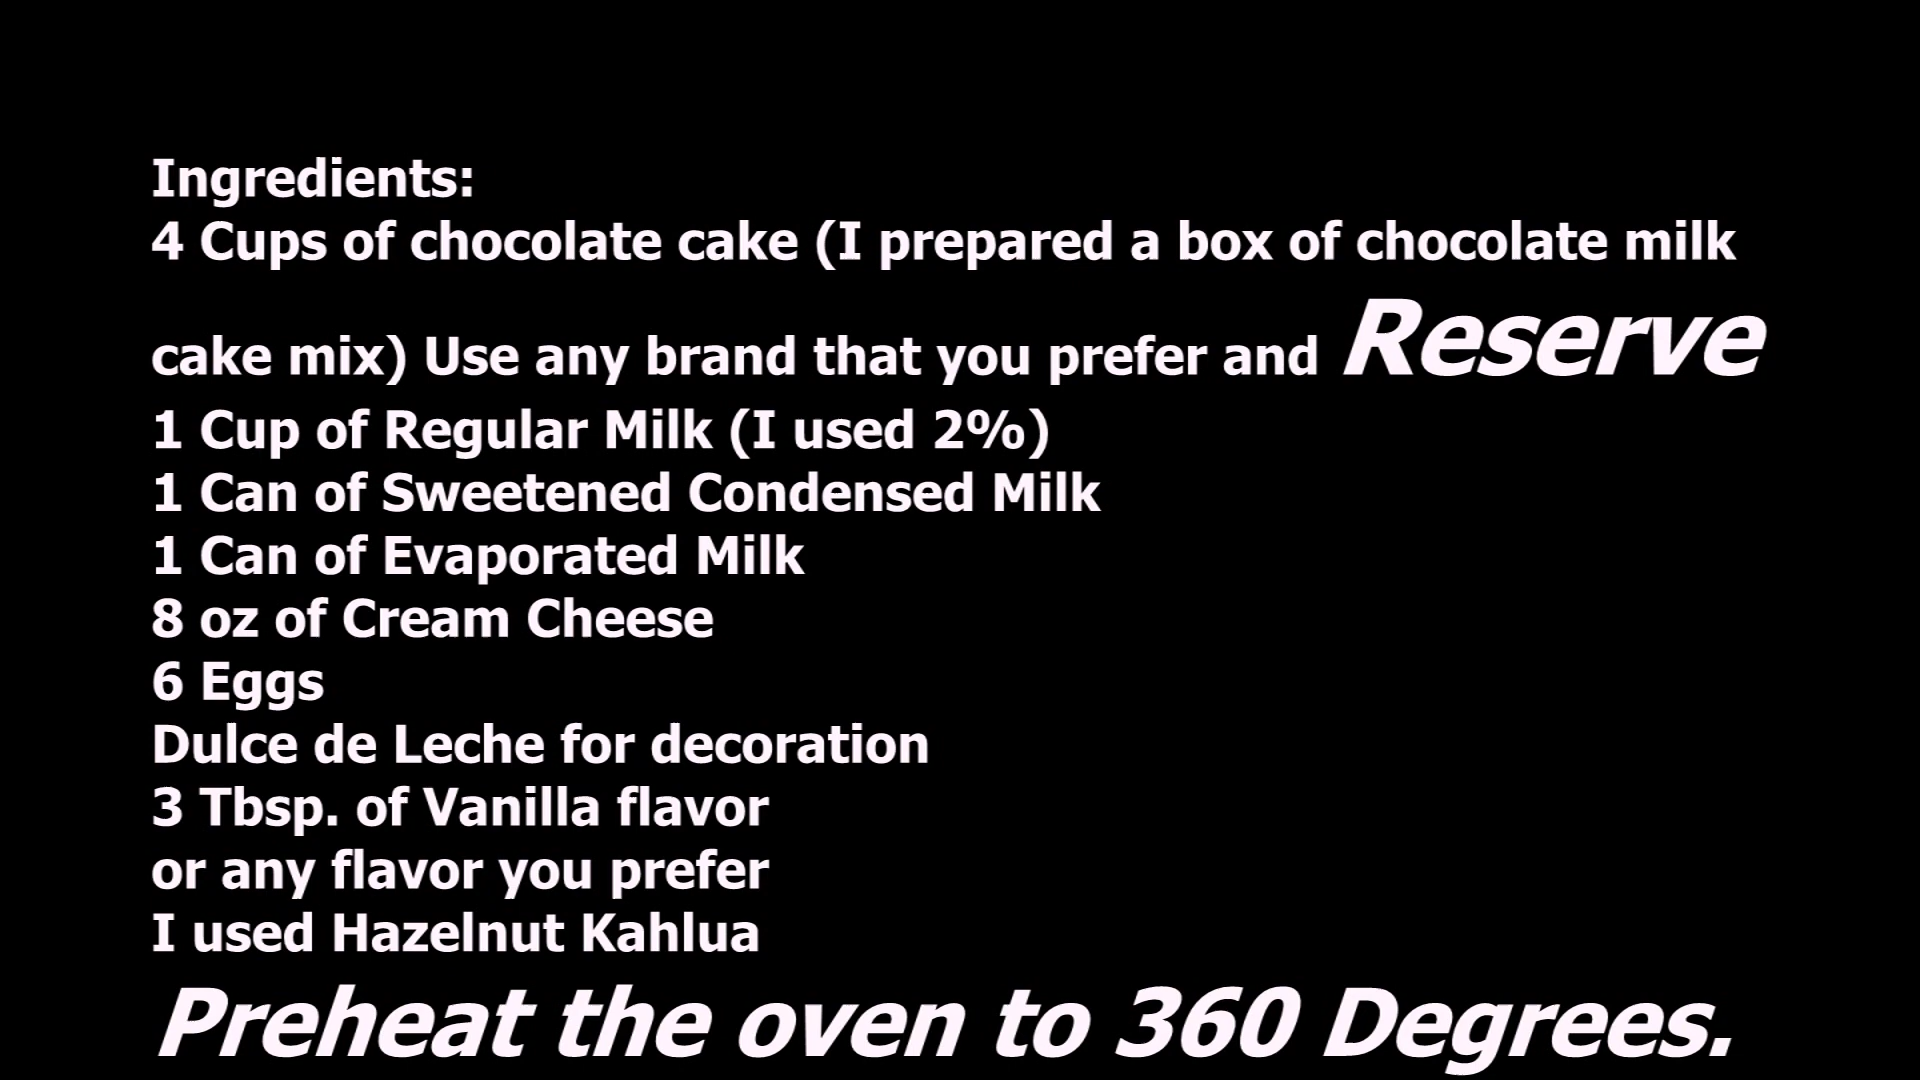 Ingredients:
4 Cups of chocolate cake (I prepared a box of chocolate milk
cake mix) Use any brand that you prefer and Reserve
1 Cup of Regular Milk (I used 2%)
1 Can of Sweetened Condensed Milk
1 Can of Evaporated Milk
8 oz of Cream Cheese
6 Eggs
Dulce de Leche for decoration
3 Tbsp. of Vanilla flavor
or any flavor you prefer
I used Hazelnut Kahlua
Preheat the oven to 360 Degrees.